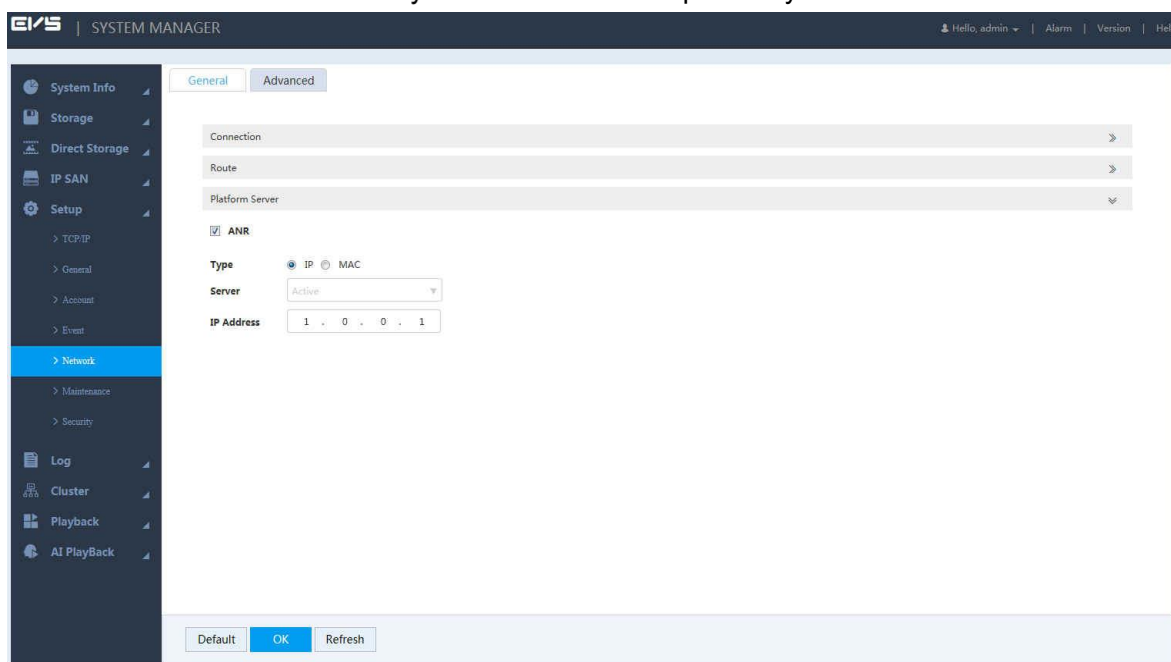 EVS | SYSTEM MANAGER
Hello, admin | Alarm | Version | Hel
System Info
Storage
Direct Storage
IP SAN
Setup
> TCP/IP
> General
> Account
> Event
> Network
> Maintenance
> Security
Log
Cluster
Playback
AI PlayBack
General Advanced
Connection
Route
Platform Server
ANR
Type IP MAC
Server Active
IP Address 1 . 0 . 0 . 1
Default OK Refresh